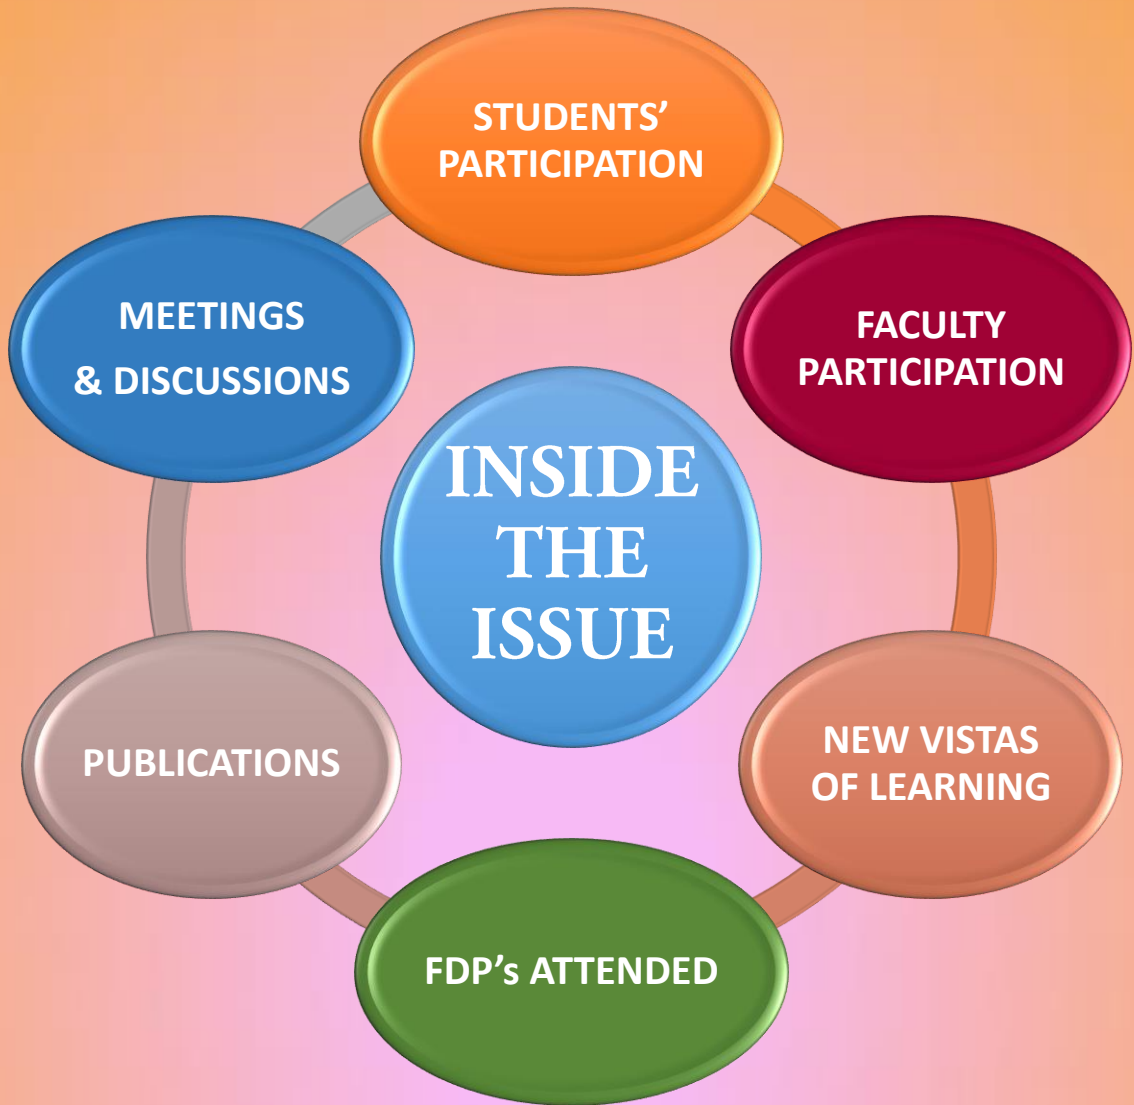 STUDENTS’
PARTICIPATION
FACULTY
PARTICIPATION
NEW VISTAS
OF LEARNING
FDP’s ATTENDED
PUBLICATIONS
MEETINGS
& DISCUSSIONS
INSIDE
THE
ISSUE